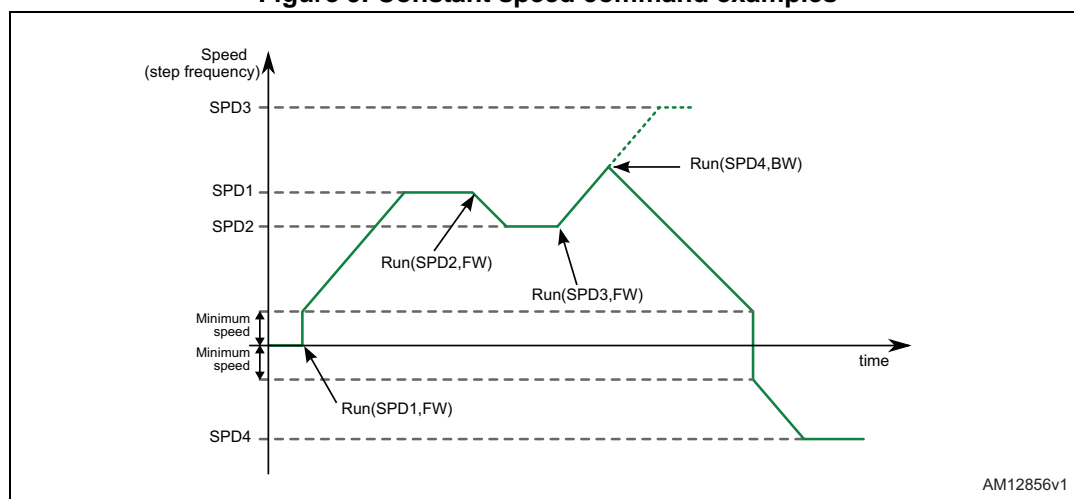 Figure 9. Constant speed command examples
Speed
(step frequency)
SPD3
Run(SPD4,BW)
SPD1
SPD2
Run(SPD2,FW)
Run(SPD3,FW)
Minimum
speed
Minimum
speed
time
Run(SPD1,FW)
SPD4
AM12856v1